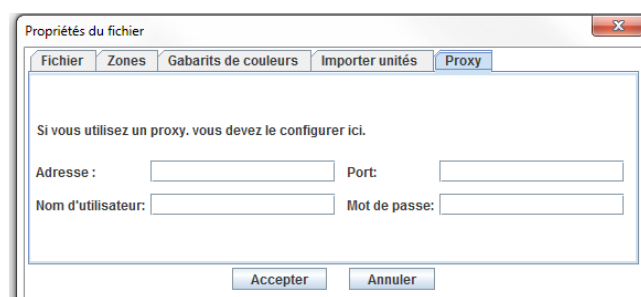 Propriétés du fichier
Fichier Zones Gabarits de couleurs Importer unités Proxy
Si vous utilisez un proxy. vous devez le configurer ici.
Adresse : Port:
Nom d'utilisateur: Mot de passe:
Accepter Annuler